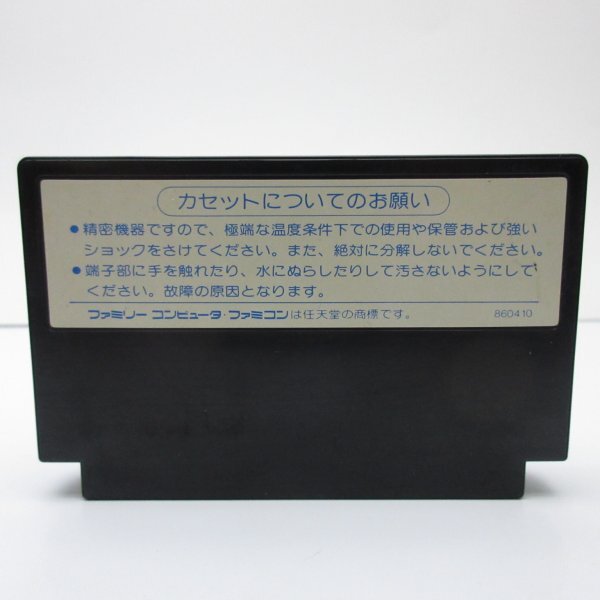 カセットについてのお願い
●精密機器ですので、極端な温度条件下での使用や保管および強い
ショックをさけてください。また、絶対に分解しないでください。
●端子部に手を触れたり、水にぬらしたりして汚さないようにして
ください。故障の原因となります。
ファミリーコンピュータ・ファミコンは任天堂の商標です。 860410